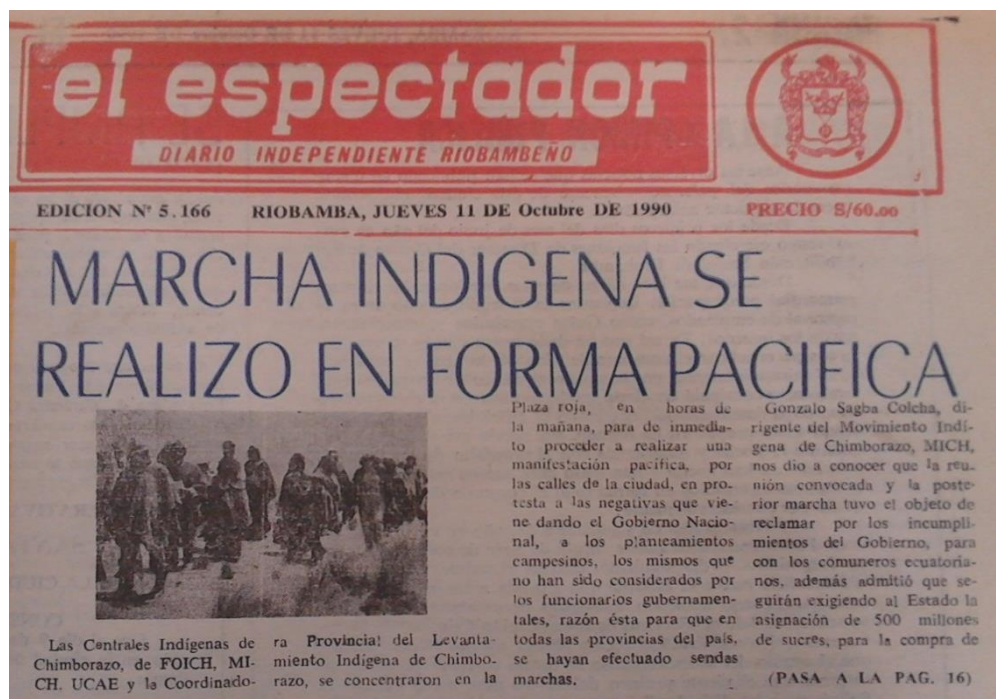 el espectador
DIARIO INDEPENDIENTE RIOBAMBEÑO
EDICION Nº 5.166 RIOBAMBA, JUEVES 11 DE Octubre DE 1990 PRECIO S/60.oo
MARCHA INDIGENA SE
REALIZO EN FORMA PACIFICA
Las Centrales Indígenas de
Chimborazo, de FOICH, MI-
CH. UCAE y la Coordinado-
ra Provincial del Levanta-
miento Indígena de Chimbo-
razo, se concentraron en la
Plaza roja, en horas de
la mañana, para de inmedia-
to proceder a realizar una
manifestación pacífica, por
las calles de la ciudad, en pro-
testa a las negativas que vie-
ne dando el Gobierno Nacio-
nal, a los planteamientos
campesinos, los mismos que
no han sido considerados por
los funcionarios gubernamen-
tales, razón ésta para que en
todas las provincias del país,
se hayan efectuado sendas
marchas.
Gonzalo Sagba Colcha, di-
rigente del Movimiento Indí-
gena de Chimborazo, MICH,
nos dio a conocer que la reu-
nión convocada y la poste-
rior marcha tuvo el objeto de
reclamar por los incumpli-
mientos del Gobierno, para
con los comuneros ecuatoria-
nos, además admitió que se-
guirán exigiendo al Estado la
asignación de 500 millones
de sucres, para la compra de
(PASA A LA PAG. 16)